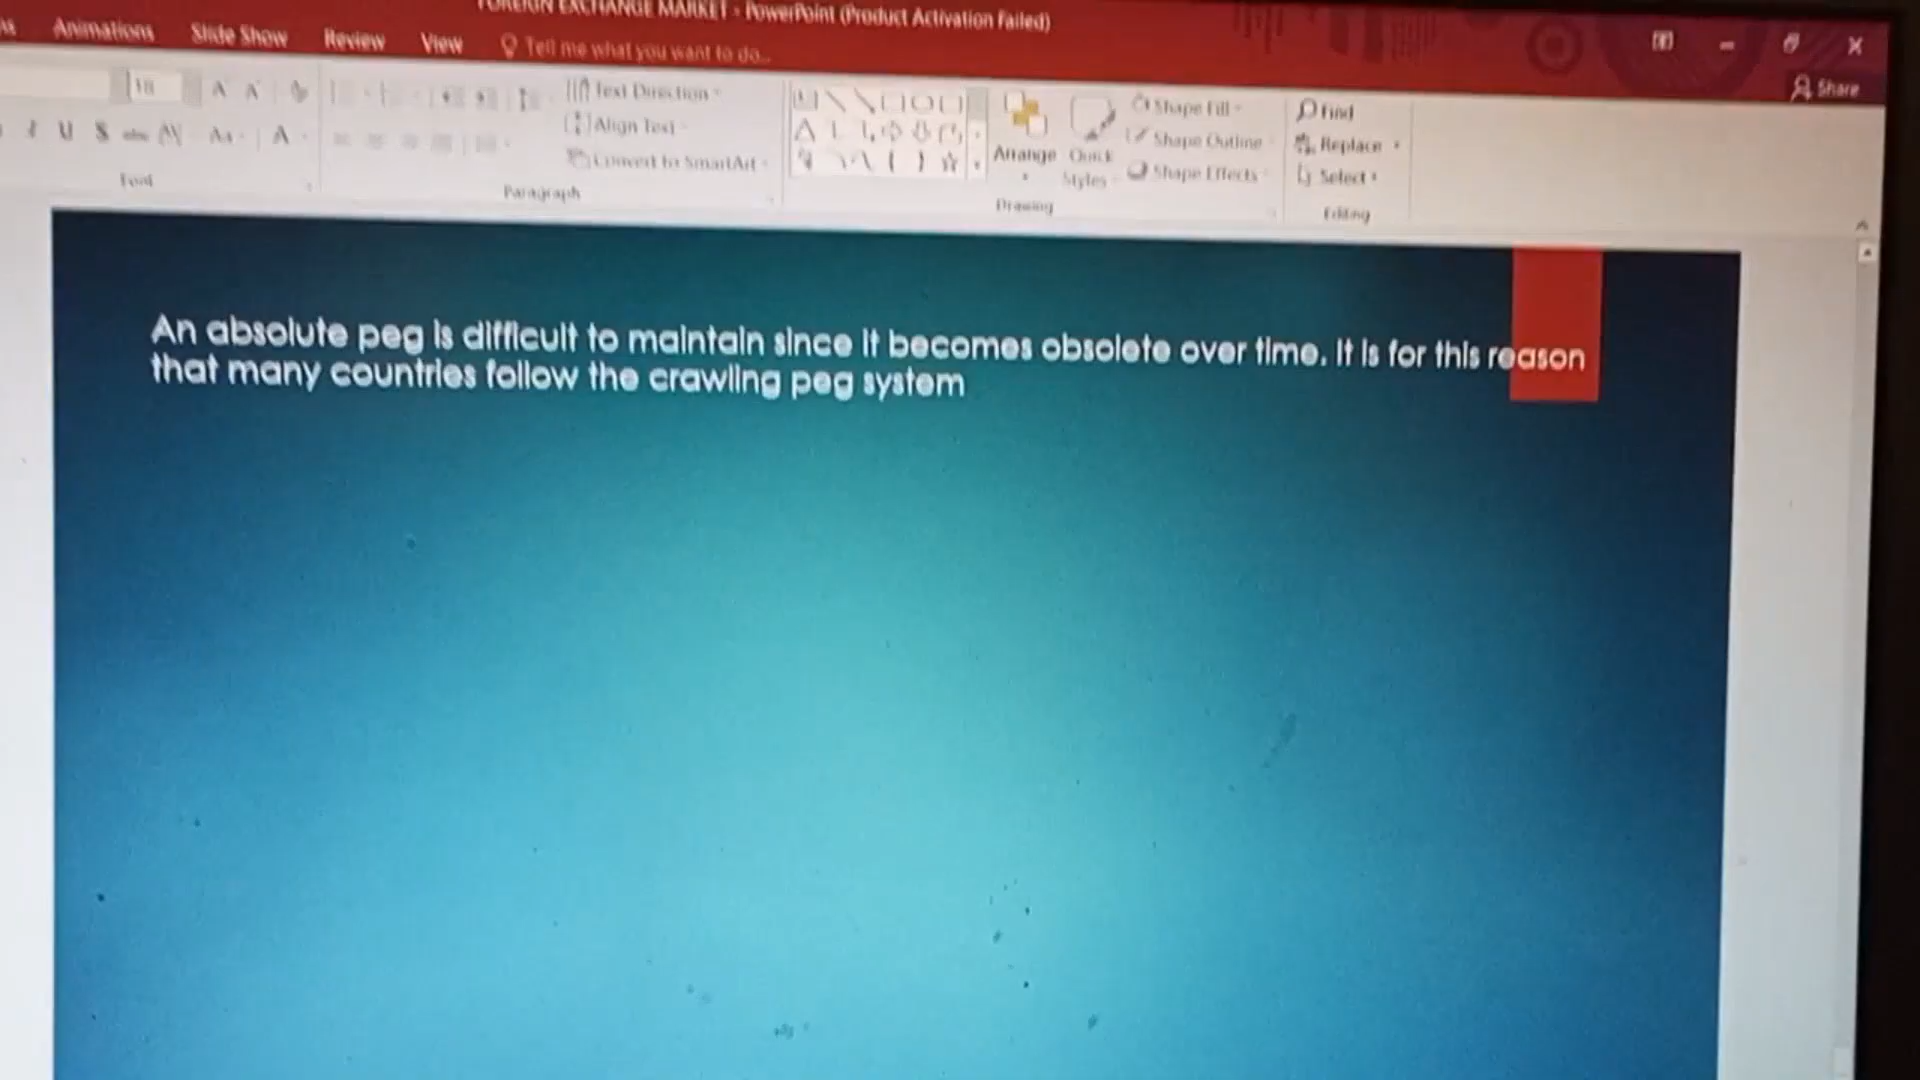 FOREIGN EXCHANGE MARKET - PowerPoint (Product Activation Failed)
Animations Slide Show Review View Tell me what you want to do...
Share
18
Text Direction
Align Text
Convert to SmartArt
Arrange
Quick Styles
Shape Fill
Shape Outline
Shape Effects
Find
Replace
Select
Font Paragraph Drawing Editing
An absolute peg is difficult to maintain since it becomes obsolete over time. It is for this reason
that many countries follow the crawling peg system